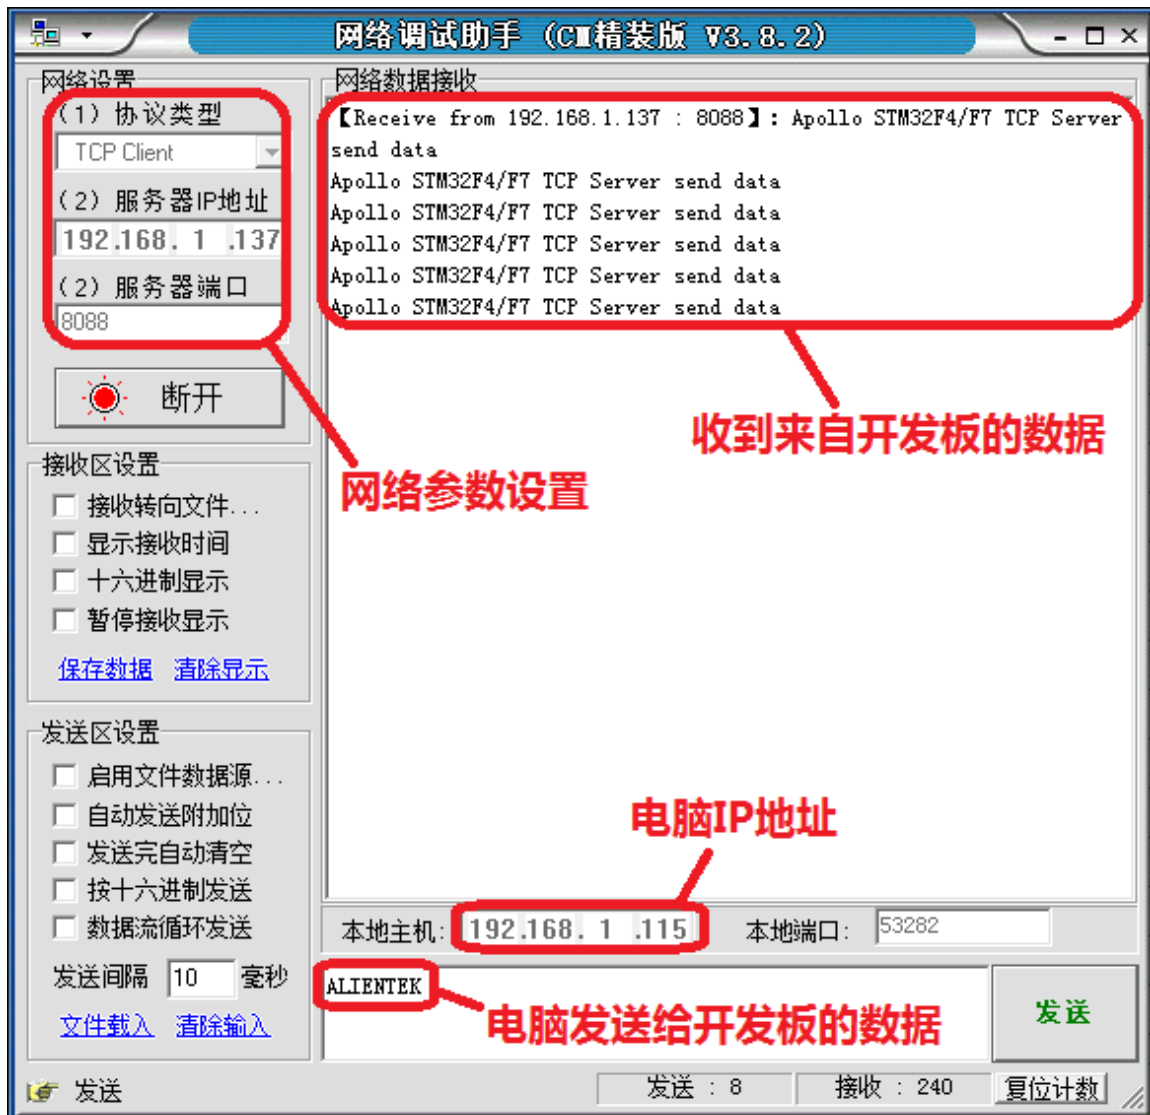 网络调试助手 (CM精装版 V3.8.2)
网络设置
(1) 协议类型
TCP Client
(2) 服务器IP地址
192.168. 1 .137
(2) 服务器端口
8088
断开
网络参数设置
接收区设置
接收转向文件...
显示接收时间
十六进制显示
暂停接收显示
保存数据 清除显示
发送区设置
启用文件数据源...
自动发送附加位
发送完自动清空
按十六进制发送
数据流循环发送
发送间隔 10 毫秒
文件载入 清除输入
网络数据接收
【Receive from 192.168.1.137 : 8088】: Apollo STM32F4/F7 TCP Server
send data
Apollo STM32F4/F7 TCP Server send data
Apollo STM32F4/F7 TCP Server send data
Apollo STM32F4/F7 TCP Server send data
Apollo STM32F4/F7 TCP Server send data
Apollo STM32F4/F7 TCP Server send data
收到来自开发板的数据
电脑IP地址
本地主机: 192.168. 1 .115 本地端口: 53282
ALIENTEK
电脑发送给开发板的数据
发送
发送
发送 : 8 接收 : 240 复位计数